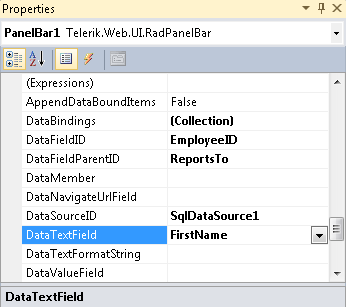 Properties
PanelBar1 Telerik.Web.UI.RadPanelBar
(Expressions)
AppendDataBoundItems False
DataBindings (Collection)
DataFieldID EmployeeID
DataFieldParentID ReportsTo
DataMember
DataNavigateUrlField
DataSourceID SqlDataSource1
DataTextField FirstName
DataTextFormatString
DataValueField
DataTextField